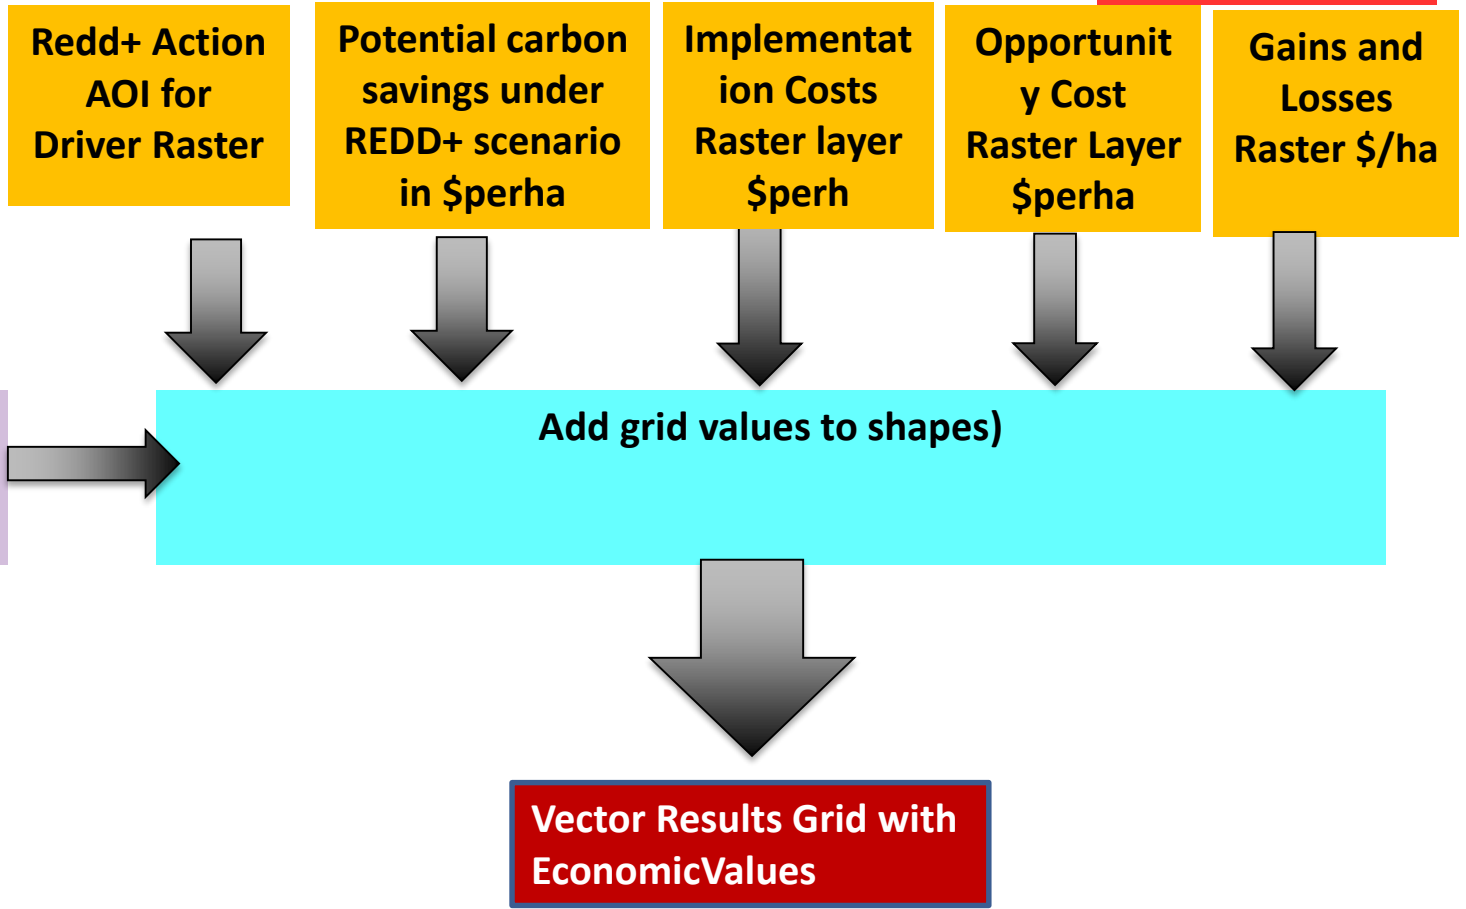 Redd+ Action
AOI for
Driver Raster
Potential carbon
savings under
REDD+ scenario
in $perha
Implementat
ion Costs
Raster layer
$perh
Opportunit
y Cost
Raster Layer
$perha
Gains and
Losses
Raster $/ha
Add grid values to shapes)
Vector Results Grid with
EconomicValues